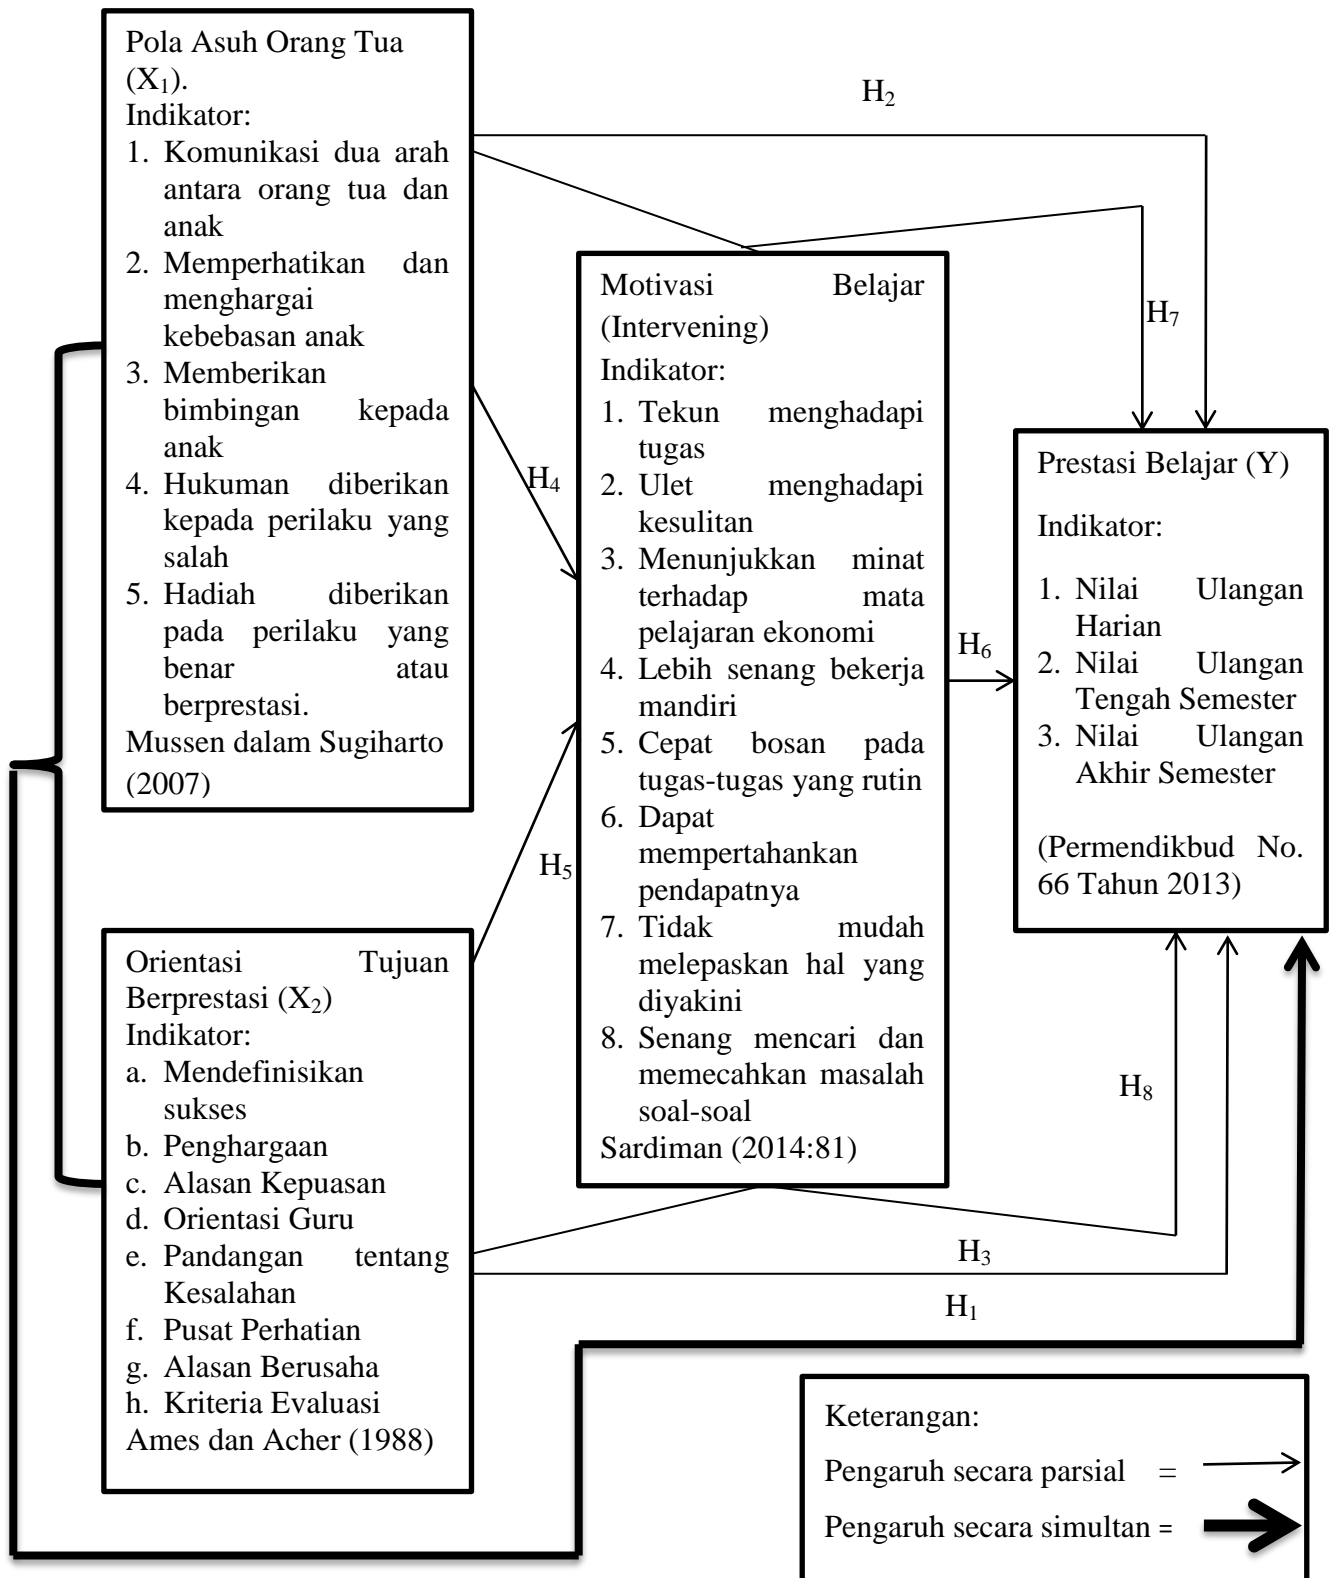 Pola Asuh Orang Tua
(X₁).
Indikator:
1. Komunikasi dua arah
antara orang tua dan
anak
2. Memperhatikan dan
menghargai
kebebasan anak
3. Memberikan
bimbingan kepada
anak
4. Hukuman diberikan
kepada perilaku yang
salah
5. Hadiah diberikan
pada perilaku yang
benar atau
berprestasi.
Mussen dalam Sugiharto
(2007)
H₂
H₇
H₄
Motivasi Belajar
(Intervening)
Indikator:
1. Tekun menghadapi
tugas
2. Ulet menghadapi
kesulitan
3. Menunjukkan minat
terhadap mata
pelajaran ekonomi
4. Lebih senang bekerja
mandiri
5. Cepat bosan pada
tugas-tugas yang rutin
6. Dapat
mempertahankan
pendapatnya
7. Tidak mudah
melepaskan hal yang
diyakini
8. Senang mencari dan
memecahkan masalah
soal-soal
Sardiman (2014:81)
H₆
Prestasi Belajar (Y)
Indikator:
1. Nilai Ulangan
Harian
2. Nilai Ulangan
Tengah Semester
3. Nilai Ulangan
Akhir Semester
(Permendikbud No.
66 Tahun 2013)
H₅
Orientasi Tujuan
Berprestasi (X₂)
Indikator:
a. Mendefinisikan
sukses
b. Penghargaan
c. Alasan Kepuasan
d. Orientasi Guru
e. Pandangan tentang
Kesalahan
f. Pusat Perhatian
g. Alasan Berusaha
h. Kriteria Evaluasi
Ames dan Acher (1988)
H₈
H₃
H₁
Keterangan:
Pengaruh secara parsial =
Pengaruh secara simultan =